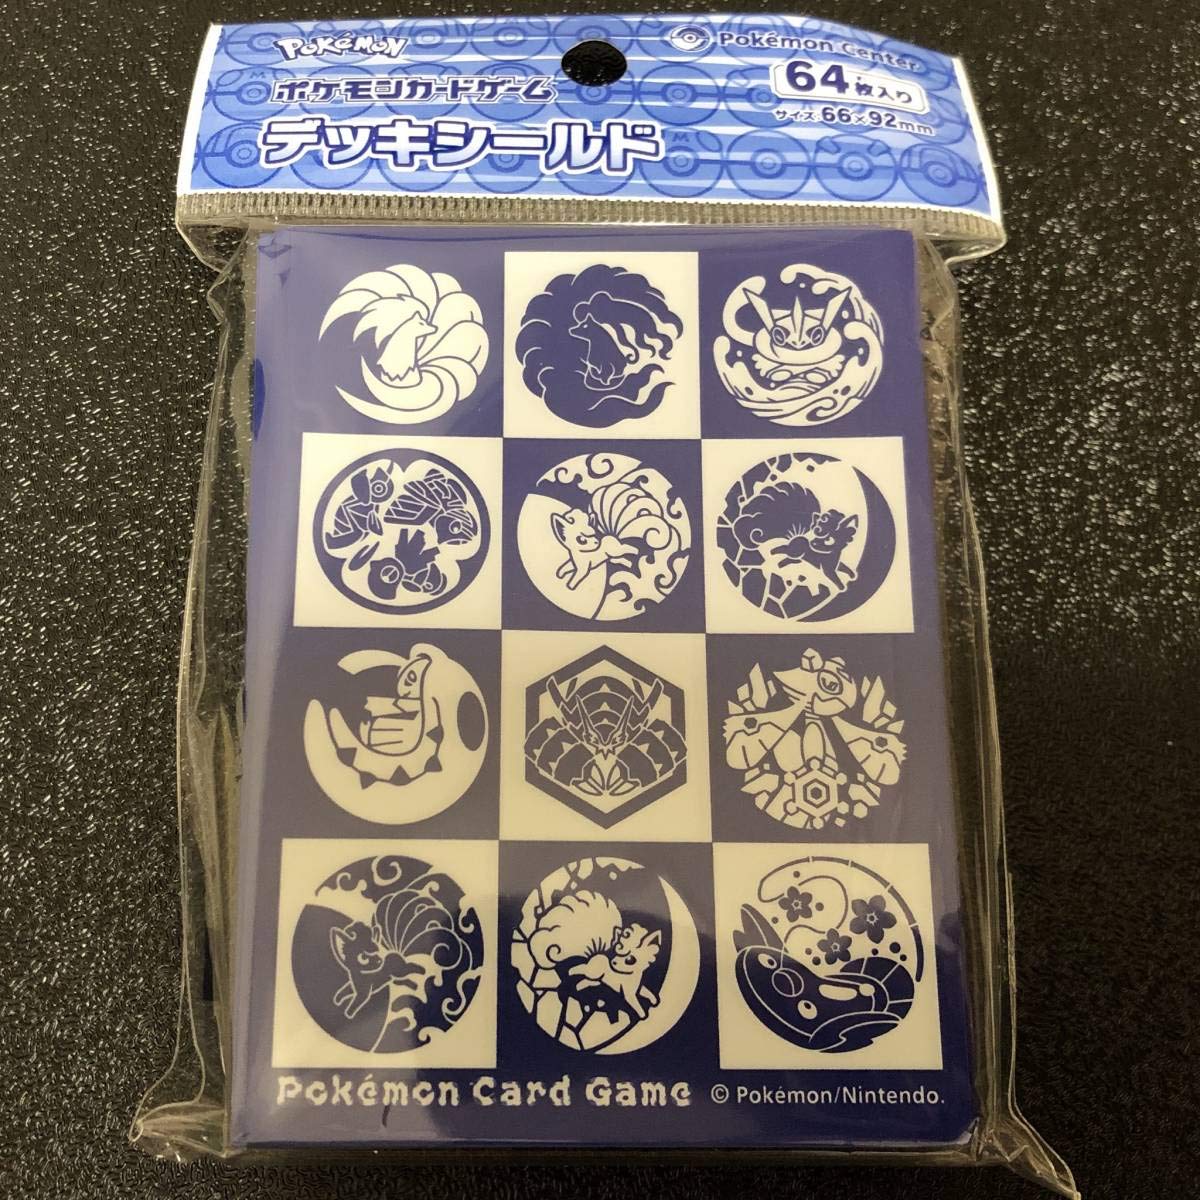 Pokémon
Pokémon Center
ポケモンカードゲーム
64枚入り
デッキシールド
サイズ:66×92mm
Pokémon Card Game
© Pokémon/Nintendo.